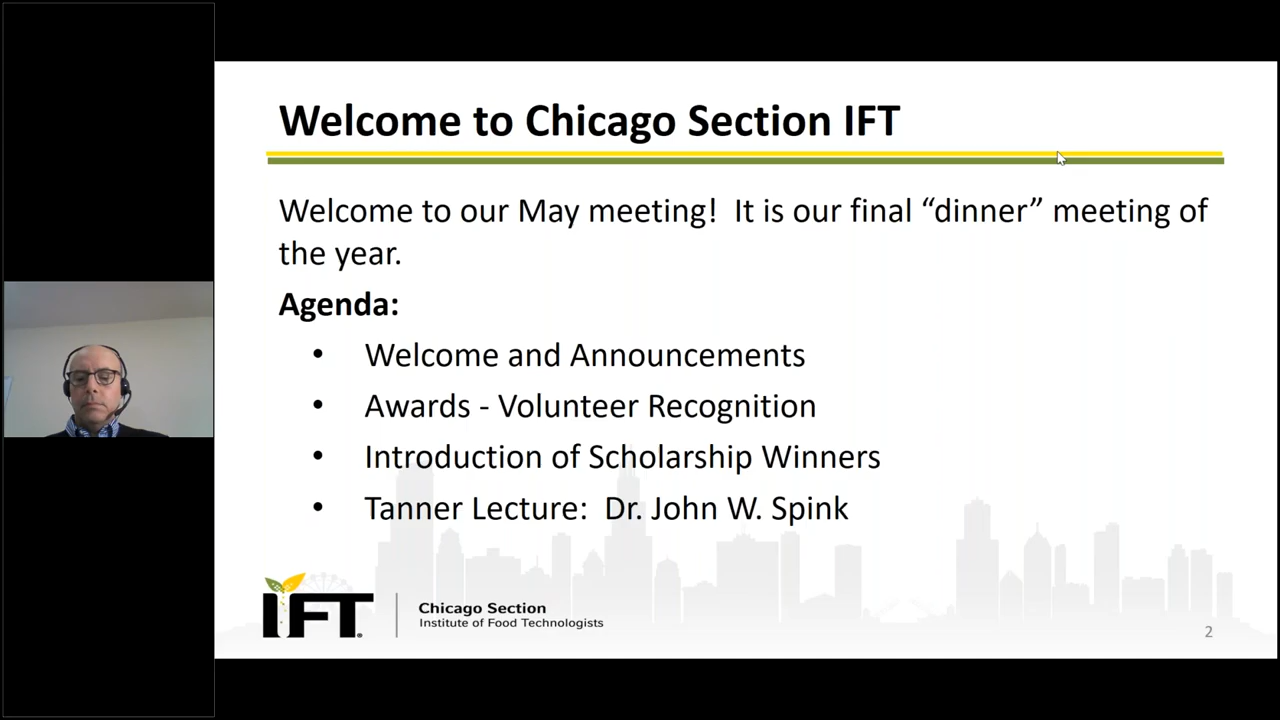 Welcome to Chicago Section IFT
Welcome to our May meeting!  It is our final “dinner” meeting of
the year.
Agenda:
• Welcome and Announcements
• Awards - Volunteer Recognition
• Introduction of Scholarship Winners
• Tanner Lecture:  Dr. John W. Spink
IFT®
Chicago Section
Institute of Food Technologists
2